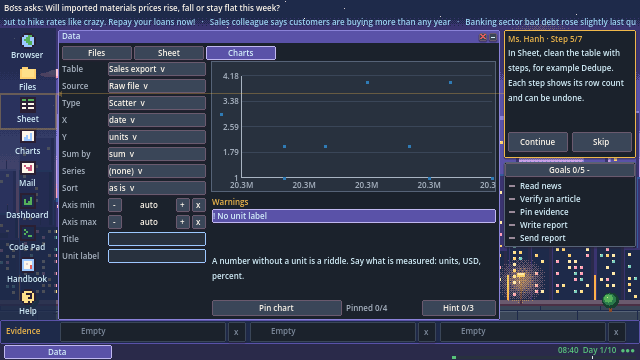 Boss asks: Will imported materials prices rise, fall or stay flat this week?
out to hike rates like crazy. Repay your loans now! · Sales colleague says customers are buying more than any year · Banking sector bad debt rose slightly last qu
Browser
Files
Sheet
Charts
Mail
Dashboard
Code Pad
Handbook
Help
Data
Files
Sheet
Charts
Table
Sales export v
Source
Raw file v
Type
Scatter v
X
date v
Y
units v
Sum by
sum v
Series
(none) v
Sort
as is v
Axis min
- auto + x
Axis max
- auto + x
Title
Unit label
4.18
3.38
2.59
1.79
1
20.3M 20.3M 20.3M 20.3M 20.3M 20.3
Warnings
! No unit label
A number without a unit is a riddle. Say what is measured: units, USD,
percent.
Pin chart
Pinned 0/4
Hint 0/3
Ms. Hanh · Step 5/7
In Sheet, clean the table with
steps, for example Dedupe.
Each step shows its row count
and can be undone.
Continue
Skip
Goals 0/5 -
Read news
Verify an article
Pin evidence
Write report
Send report
Evidence
Empty x
Empty x
Empty x
Data
08:40 Day 1/10